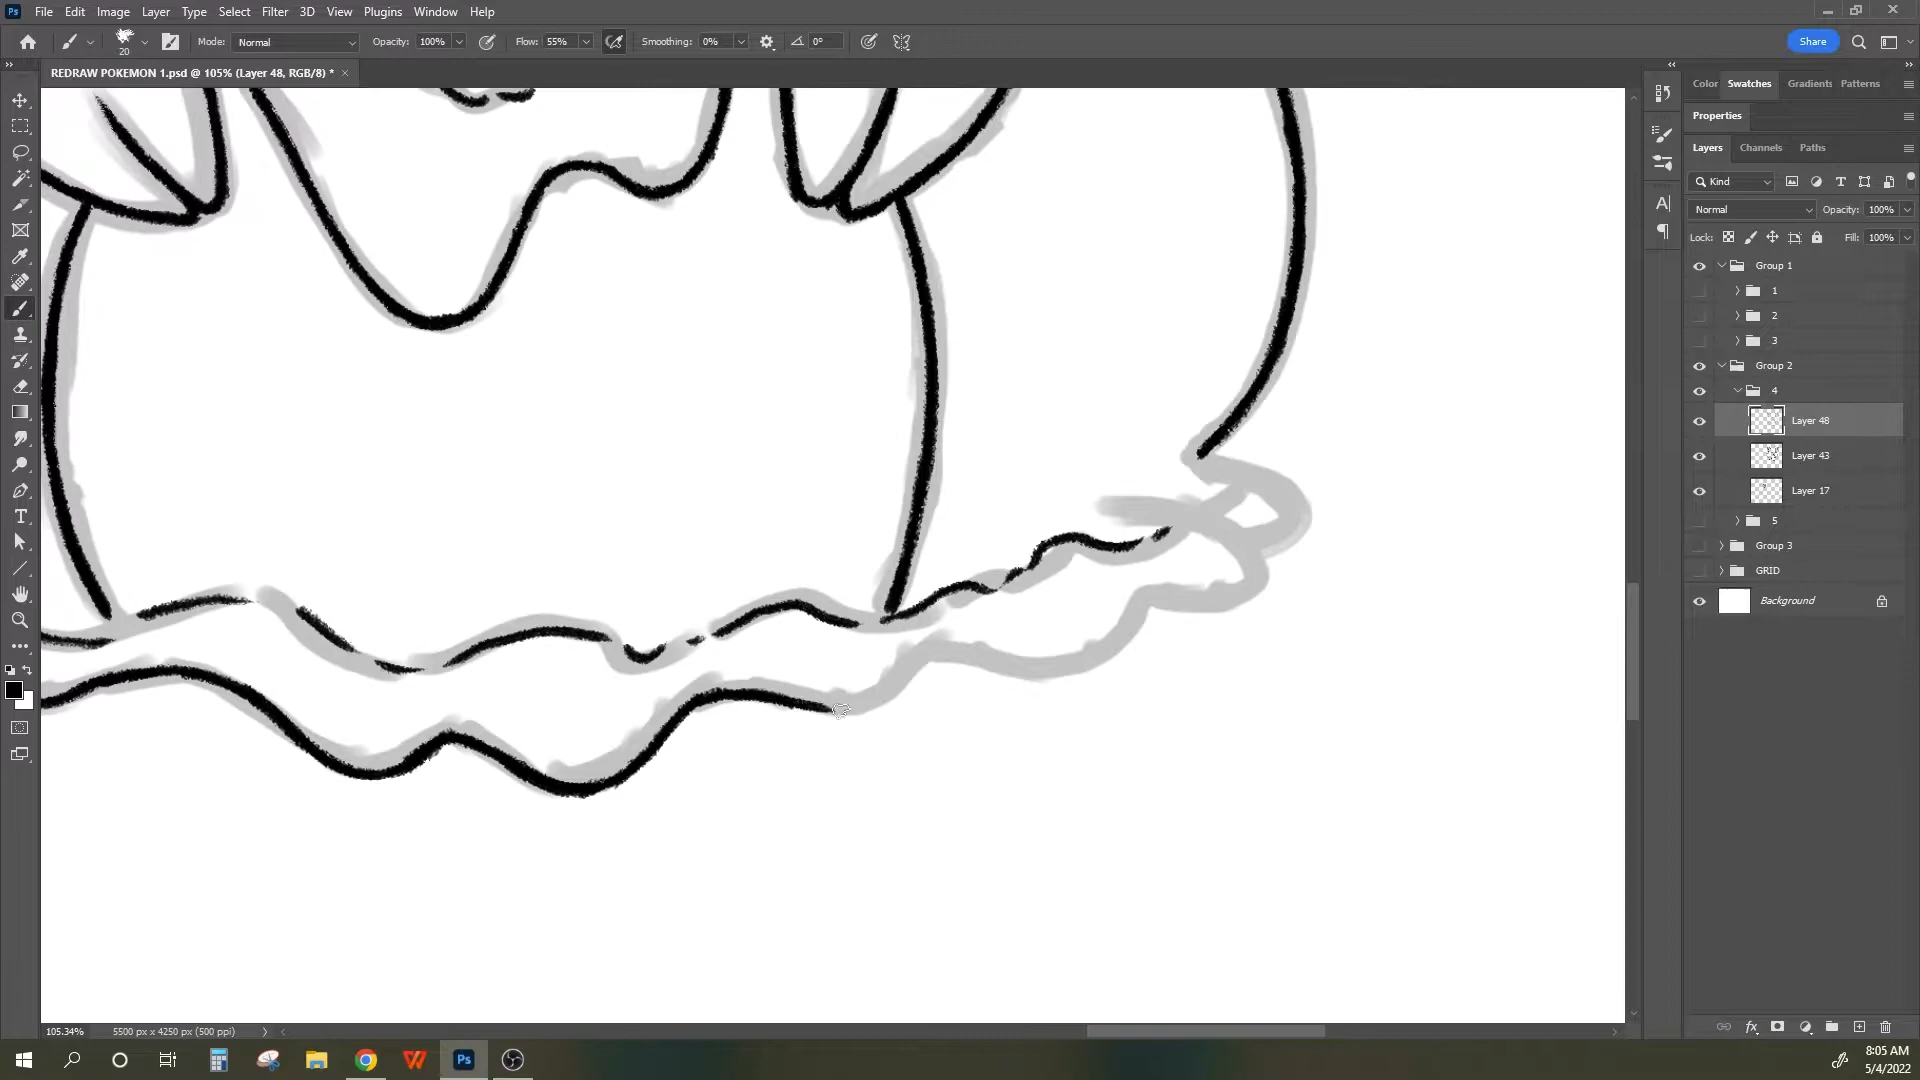 Ps File Edit Image Layer Type Select Filter 3D View Plugins Window Help
20 Mode: Normal Opacity: 100% Flow: 55% Smoothing: 0% 0° Share
REDRAW POKEMON 1.psd @ 105% (Layer 48, RGB/8) * ×
Color Swatches Gradients Patterns
Properties
Layers Channels Paths
Kind
Normal Opacity: 100%
Lock: Fill: 100%
Group 1
1
2
3
Group 2
4
Layer 48
Layer 43
Layer 17
5
Group 3
GRID
Background
105.34% 5500 px x 4250 px (500 ppi)
Ps
8:05 AM
5/4/2022